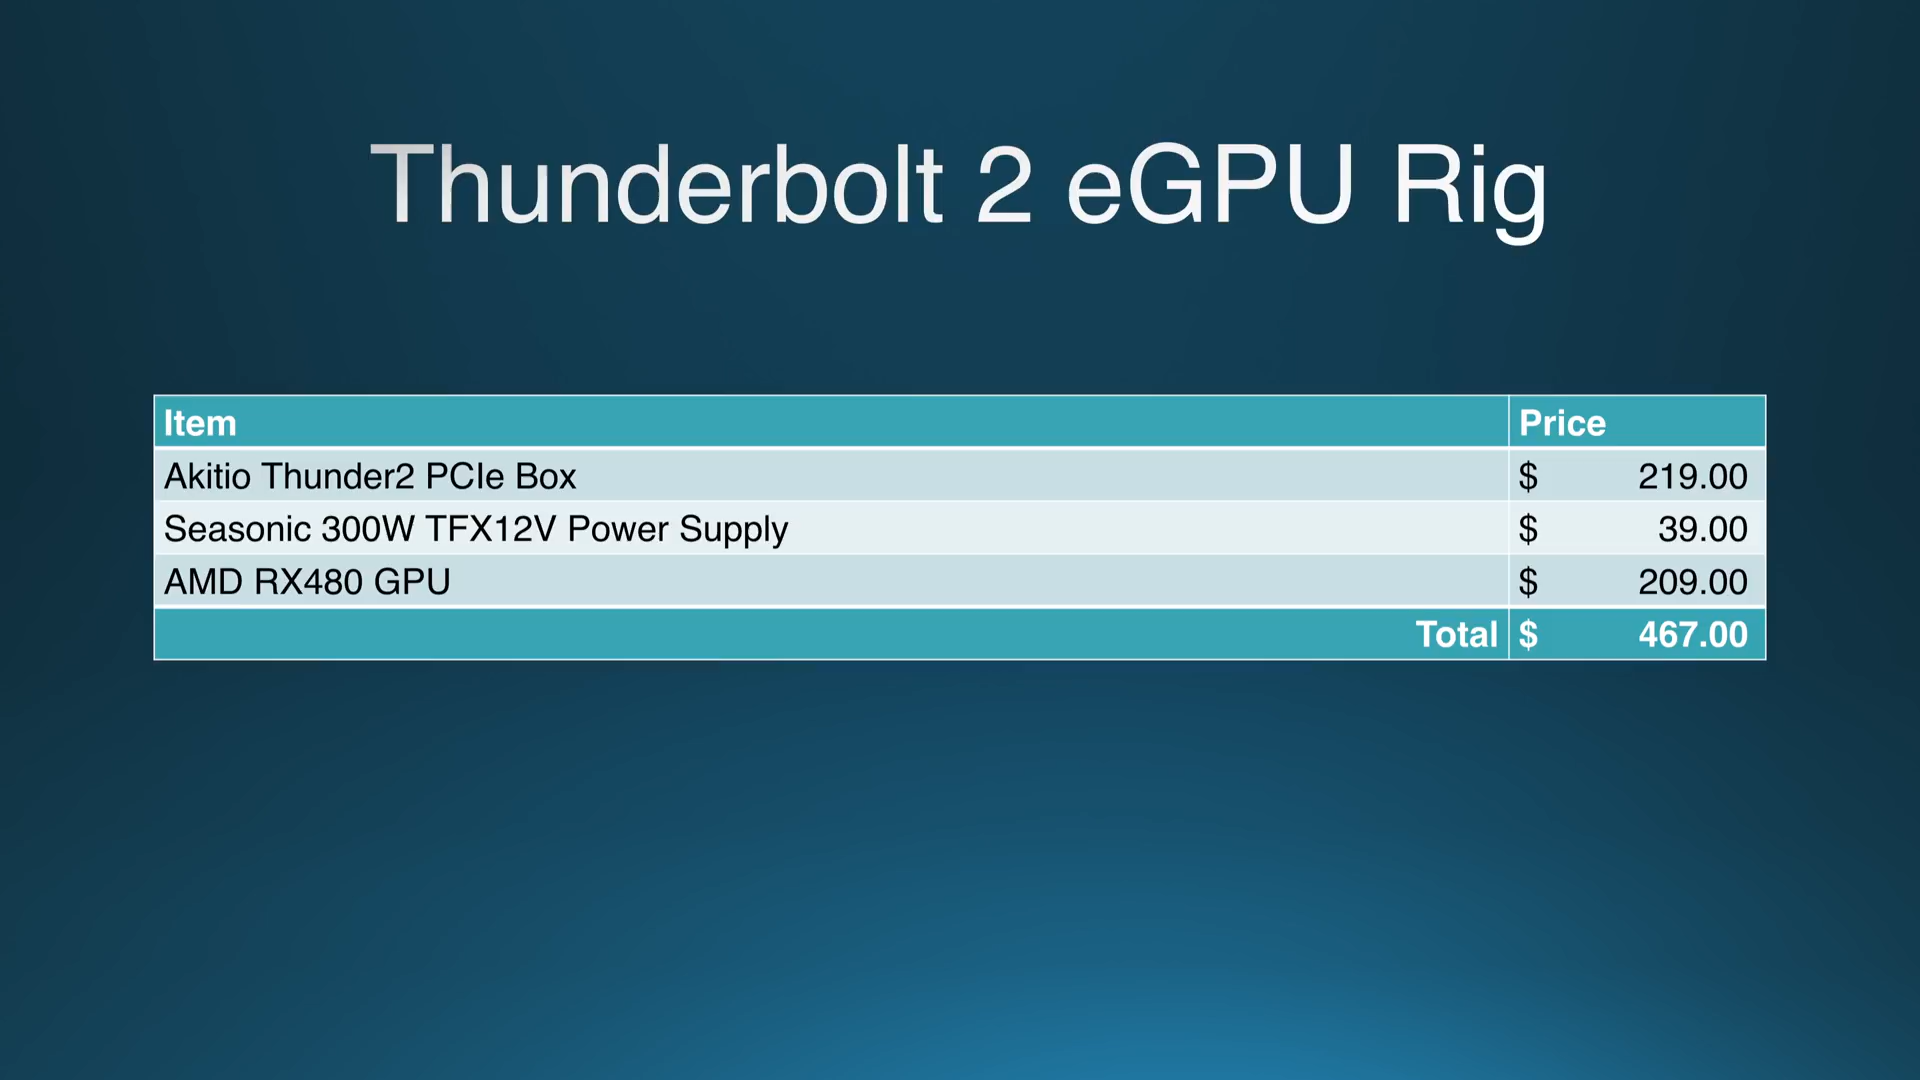 Thunderbolt 2 eGPU Rig
Item Price
Akitio Thunder2 PCIe Box $ 219.00
Seasonic 300W TFX12V Power Supply $ 39.00
AMD RX480 GPU $ 209.00
Total $ 467.00